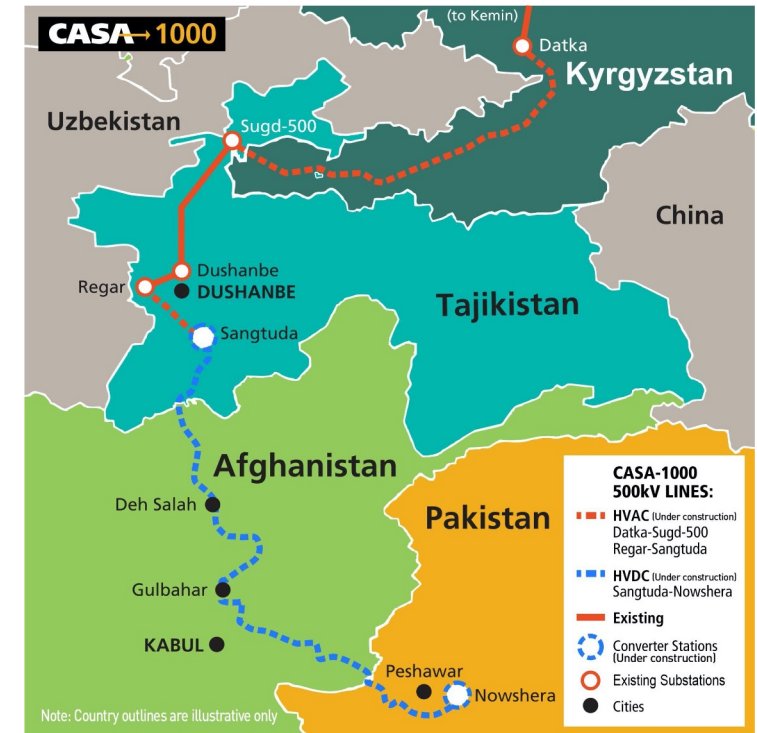 (to Kemin)
CASA 1000
Datka
Kyrgyzstan
Uzbekistan
Sugd-500
China
Dushanbe
Regar
DUSHANBE
Tajikistan
Sangtuda
Afghanistan
Deh Salah
Pakistan
Gulbahar
KABUL
Peshawar
Nowshera
CASA-1000
500kV LINES:
HVAC (Under construction)
Datka-Sugd-500
Regar-Sangtuda
HVDC (Under construction)
Sangtuda-Nowshera
Existing
Converter Stations
(Under construction)
Existing Substations
Cities
Note: Country outlines are illustrative only